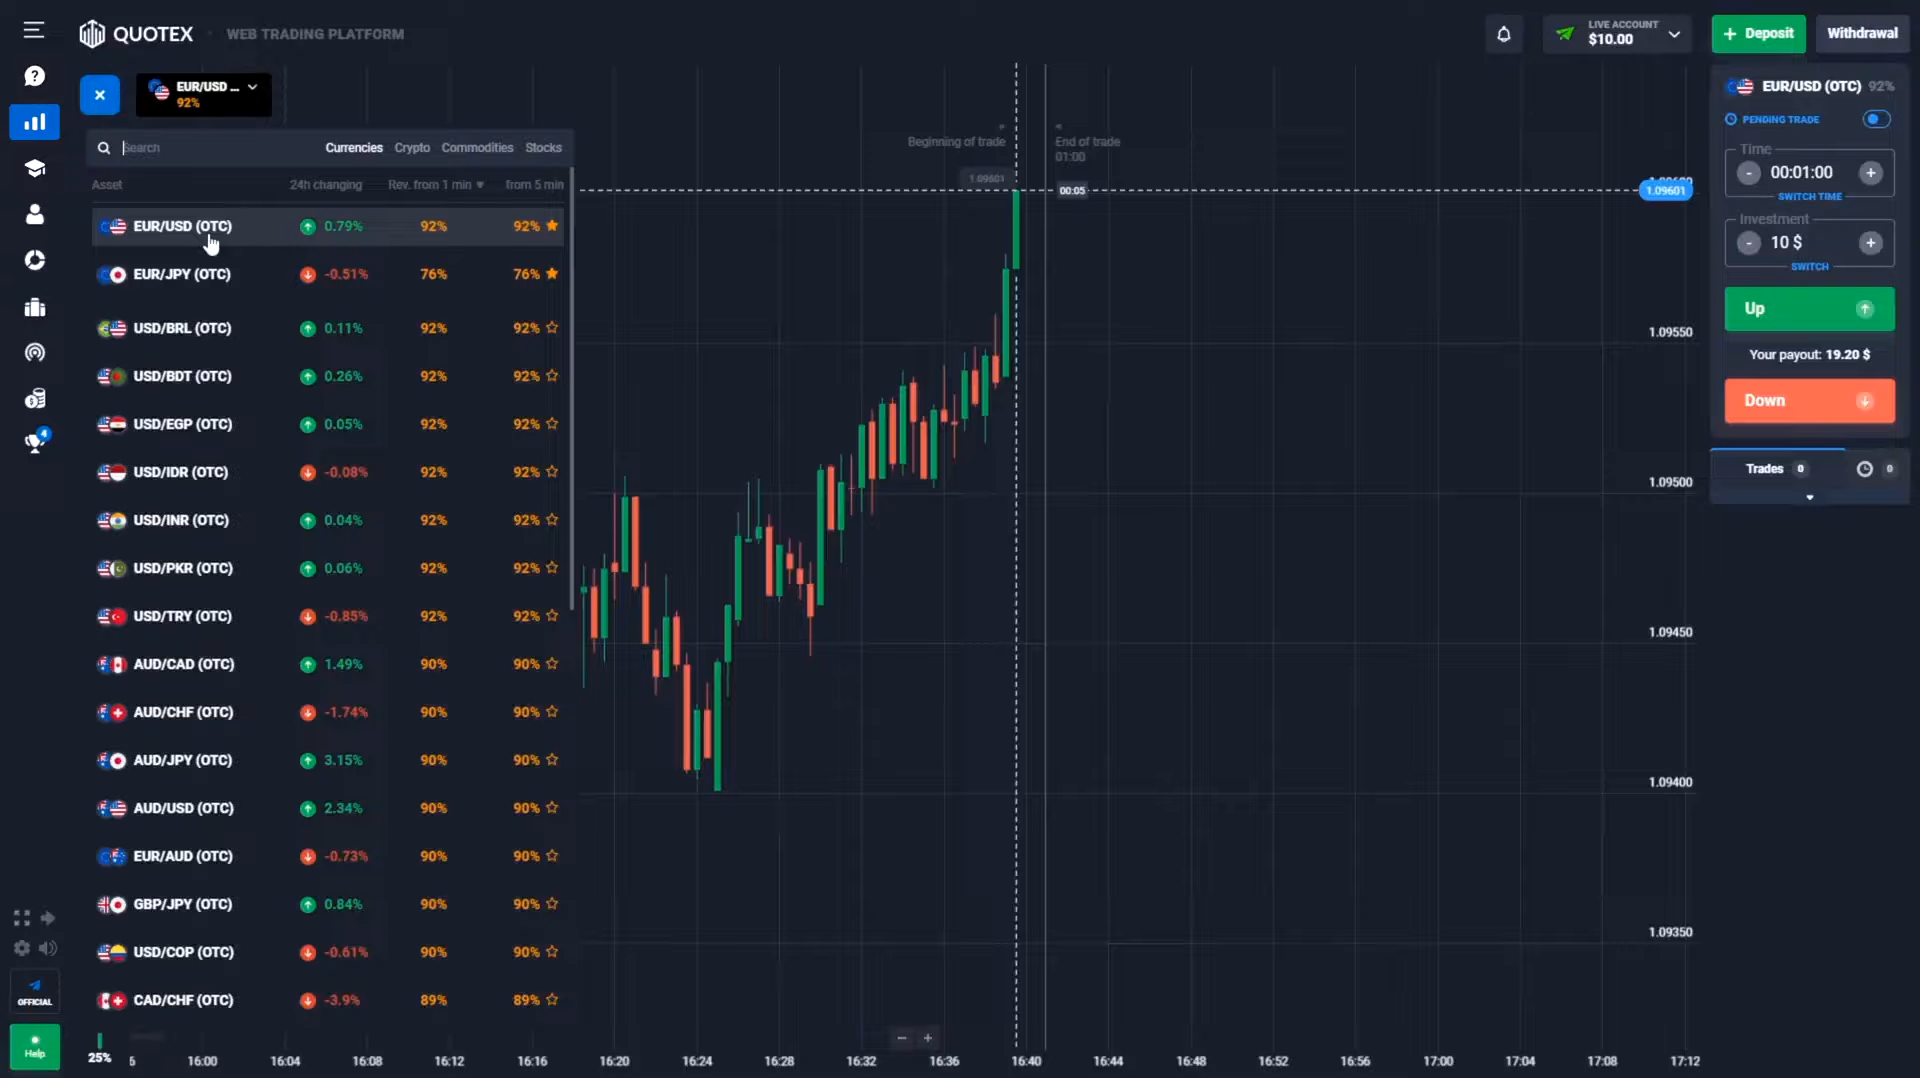 QUOTEX
WEB TRADING PLATFORM
LIVE ACCOUNT
$10.00
+ Deposit
Withdrawal
EUR/USD ...
92%
Search
Currencies
Crypto
Commodities
Stocks
Asset
24h changing
Rev. from 1 min
from 5 min
EUR/USD (OTC) 0.79% 92% 92%
EUR/JPY (OTC) -0.51% 76% 76%
USD/BRL (OTC) 0.11% 92% 92%
USD/BDT (OTC) 0.26% 92% 92%
USD/EGP (OTC) 0.05% 92% 92%
USD/IDR (OTC) -0.08% 92% 92%
USD/INR (OTC) 0.04% 92% 92%
USD/PKR (OTC) 0.06% 92% 92%
USD/TRY (OTC) -0.85% 92% 92%
AUD/CAD (OTC) 1.49% 90% 90%
AUD/CHF (OTC) -1.74% 90% 90%
AUD/JPY (OTC) 3.15% 90% 90%
AUD/USD (OTC) 2.34% 90% 90%
EUR/AUD (OTC) -0.73% 90% 90%
GBP/JPY (OTC) 0.84% 90% 90%
USD/COP (OTC) -0.61% 90% 90%
CAD/CHF (OTC) -3.9% 89% 89%
4
OFFICIAL
Help
25%
Beginning of trade
End of trade
01:00
1.09601
00:05
1.09601
1.09550
1.09500
1.09450
1.09400
1.09350
- +
6 16:00 16:04 16:08 16:12 16:16 16:20 16:24 16:28 16:32 16:36 16:40 16:44 16:48 16:52 16:56 17:00 17:04 17:08 17:12
EUR/USD (OTC) 92%
PENDING TRADE
Time
- 00:01:00 +
SWITCH TIME
Investment
- 10 $ +
SWITCH
Up
Your payout: 19.20 $
Down
Trades 0
0